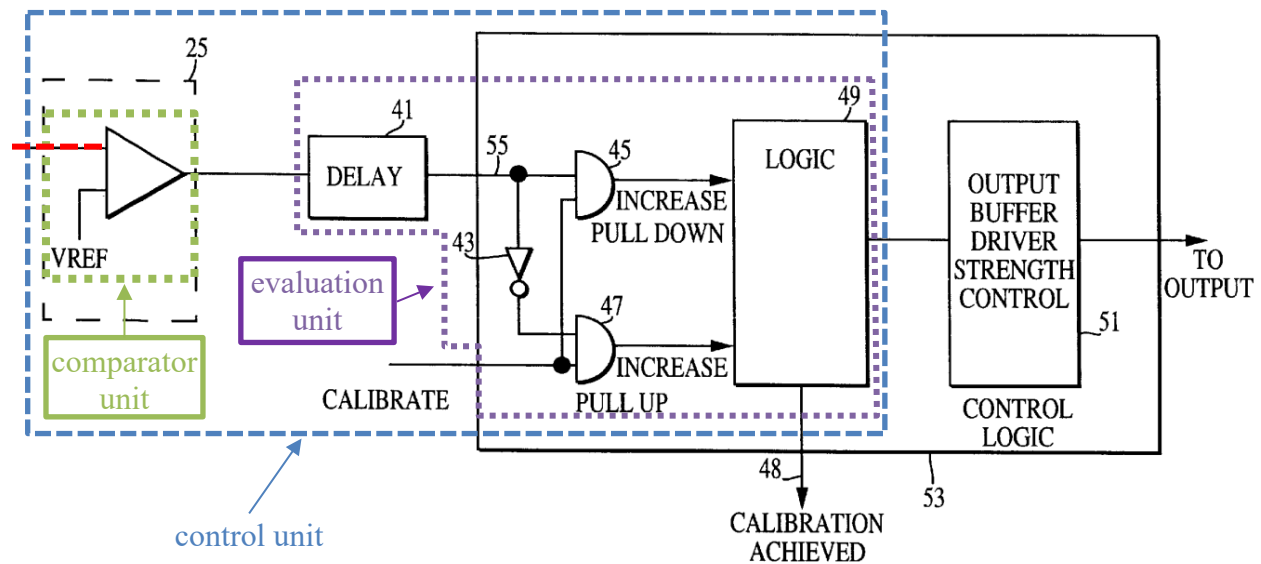 25
41
49
DELAY
55
45
LOGIC
INCREASE
PULL DOWN
VREF
43
evaluation
unit
OUTPUT
BUFFER
DRIVER
STRENGTH
CONTROL
TO
OUTPUT
comparator
unit
47
INCREASE
51
CALIBRATE
PULL UP
CONTROL
LOGIC
48
53
control unit
CALIBRATION
ACHIEVED